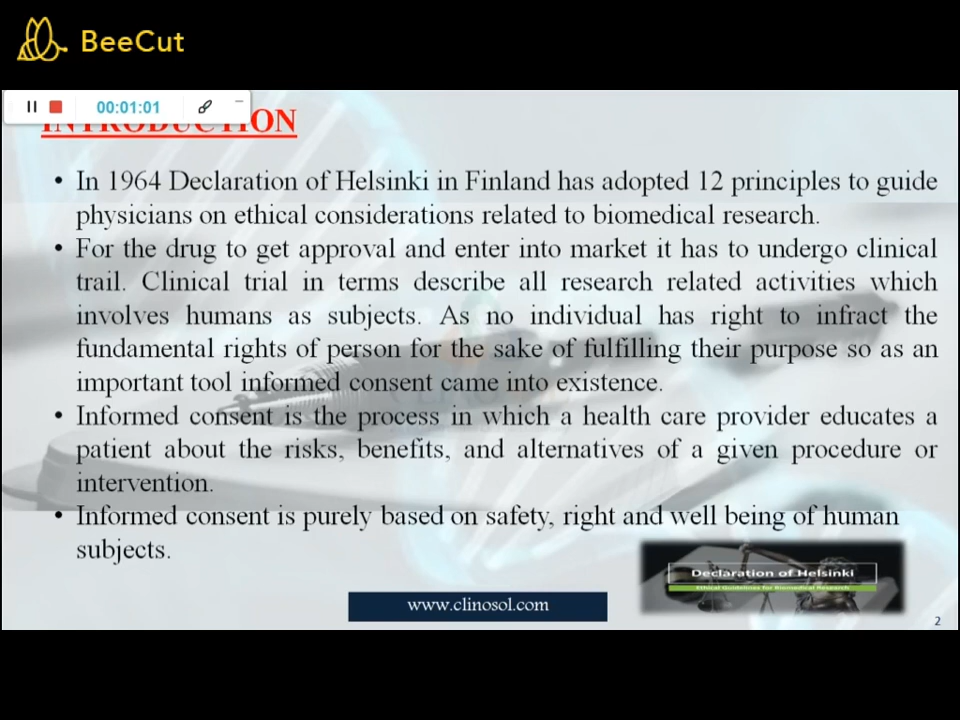 BeeCut
00:01:01
INTRODUCTION
• In 1964 Declaration of Helsinki in Finland has adopted 12 principles to guide
physicians on ethical considerations related to biomedical research.
• For the drug to get approval and enter into market it has to undergo clinical
trail. Clinical trial in terms describe all research related activities which
involves humans as subjects. As no individual has right to infract the
fundamental rights of person for the sake of fulfilling their purpose so as an
important tool informed consent came into existence.
• Informed consent is the process in which a health care provider educates a
patient about the risks, benefits, and alternatives of a given procedure or
intervention.
• Informed consent is purely based on safety, right and well being of human
subjects.
Declaration of Helsinki
Ethical Guidelines for Biomedical Research
www.clinosol.com
2